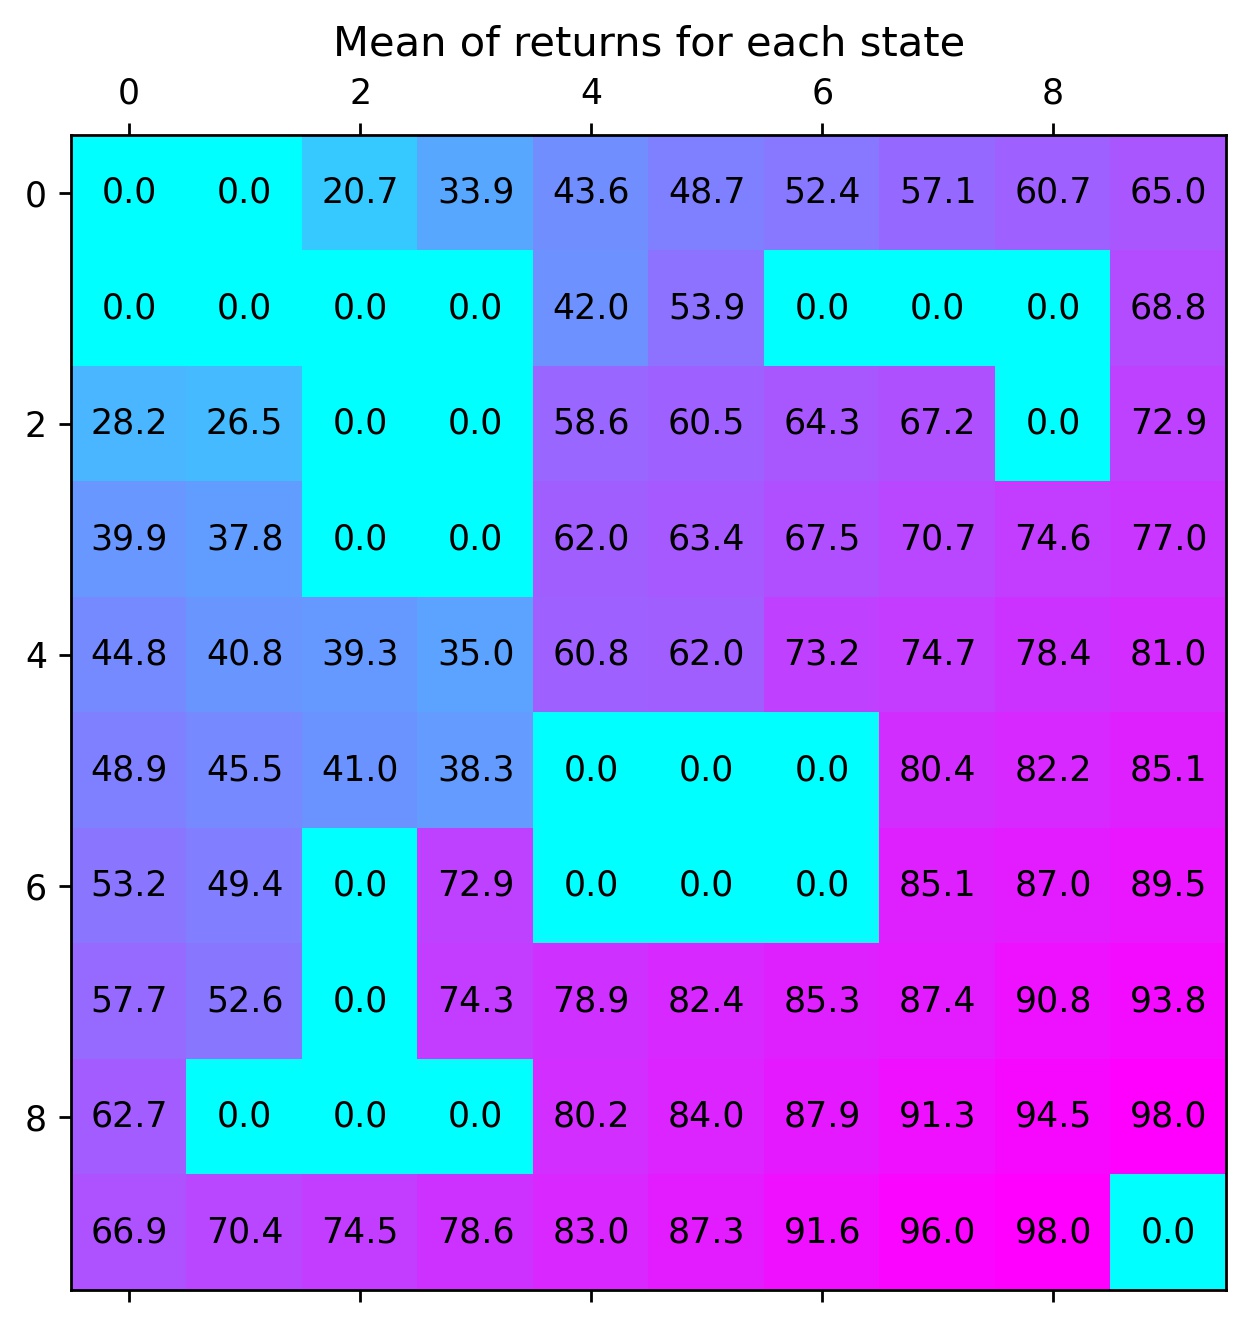 Mean of returns for each state
0 2 4 6 8
0 0.0 0.0 20.7 33.9 43.6 48.7 52.4 57.1 60.7 65.0
0.0 0.0 0.0 0.0 42.0 53.9 0.0 0.0 0.0 68.8
2 28.2 26.5 0.0 0.0 58.6 60.5 64.3 67.2 0.0 72.9
39.9 37.8 0.0 0.0 62.0 63.4 67.5 70.7 74.6 77.0
4 44.8 40.8 39.3 35.0 60.8 62.0 73.2 74.7 78.4 81.0
48.9 45.5 41.0 38.3 0.0 0.0 0.0 80.4 82.2 85.1
6 53.2 49.4 0.0 72.9 0.0 0.0 0.0 85.1 87.0 89.5
57.7 52.6 0.0 74.3 78.9 82.4 85.3 87.4 90.8 93.8
8 62.7 0.0 0.0 0.0 80.2 84.0 87.9 91.3 94.5 98.0
66.9 70.4 74.5 78.6 83.0 87.3 91.6 96.0 98.0 0.0